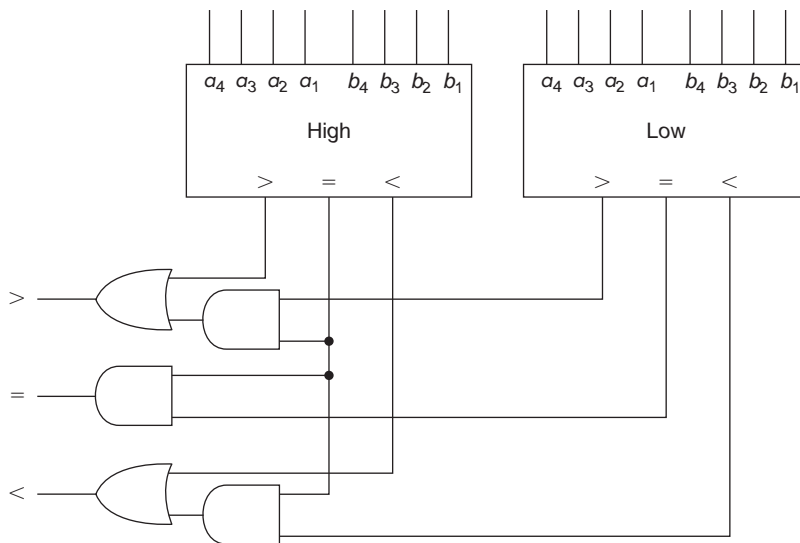 a₄ a₃ a₂ a₁ b₄ b₃ b₂ b₁ a₄ a₃ a₂ a₁ b₄ b₃ b₂ b₁
High Low
> = < > = <
>
=
<